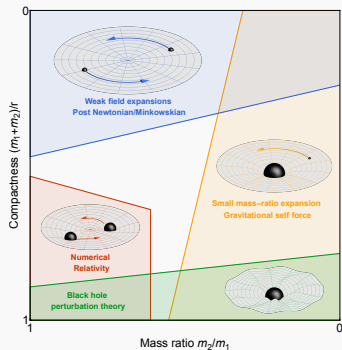 0
Compactness (m₁+m₂)/r
Weak field expansions
Post Newtonian/Minkowskian
Small mass-ratio expansion
Gravitational self force
Numerical
Relativity
Black hole
perturbation theory
1
1
0
Mass ratio m₂/m₁